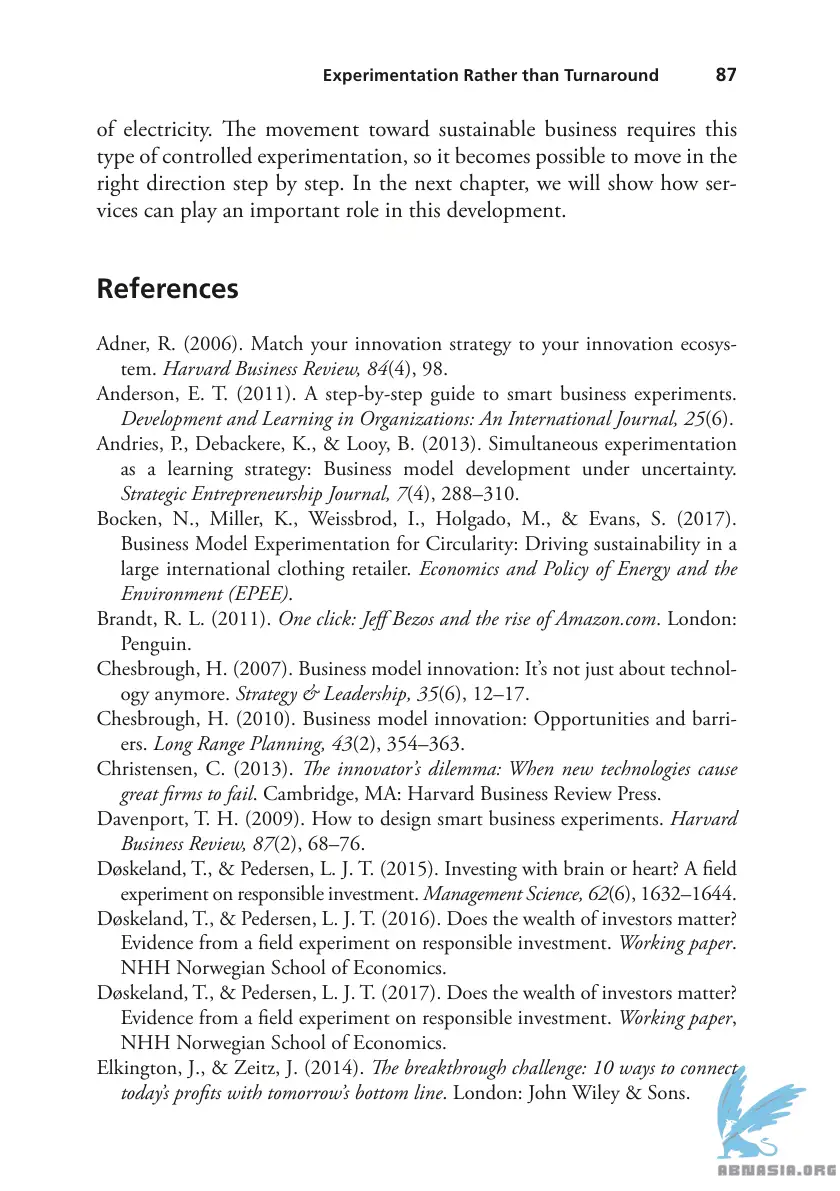 Experimentation Rather than Turnaround 87
of electricity. The movement toward sustainable business requires this
type of controlled experimentation, so it becomes possible to move in the
right direction step by step. In the next chapter, we will show how ser-
vices can play an important role in this development.
References
Adner, R. (2006). Match your innovation strategy to your innovation ecosys-
tem. Harvard Business Review, 84(4), 98.
Anderson, E. T. (2011). A step-by-step guide to smart business experiments.
Development and Learning in Organizations: An International Journal, 25(6).
Andries, P., Debackere, K., & Looy, B. (2013). Simultaneous experimentation
as a learning strategy: Business model development under uncertainty.
Strategic Entrepreneurship Journal, 7(4), 288–310.
Bocken, N., Miller, K., Weissbrod, I., Holgado, M., & Evans, S. (2017).
Business Model Experimentation for Circularity: Driving sustainability in a
large international clothing retailer. Economics and Policy of Energy and the
Environment (EPEE).
Brandt, R. L. (2011). One click: Jeff Bezos and the rise of Amazon.com. London:
Penguin.
Chesbrough, H. (2007). Business model innovation: It’s not just about technol-
ogy anymore. Strategy & Leadership, 35(6), 12–17.
Chesbrough, H. (2010). Business model innovation: Opportunities and barri-
ers. Long Range Planning, 43(2), 354–363.
Christensen, C. (2013). The innovator’s dilemma: When new technologies cause
great firms to fail. Cambridge, MA: Harvard Business Review Press.
Davenport, T. H. (2009). How to design smart business experiments. Harvard
Business Review, 87(2), 68–76.
Døskeland, T., & Pedersen, L. J. T. (2015). Investing with brain or heart? A field
experiment on responsible investment. Management Science, 62(6), 1632–1644.
Døskeland, T., & Pedersen, L. J. T. (2016). Does the wealth of investors matter?
Evidence from a field experiment on responsible investment. Working paper.
NHH Norwegian School of Economics.
Døskeland, T., & Pedersen, L. J. T. (2017). Does the wealth of investors matter?
Evidence from a field experiment on responsible investment. Working paper,
NHH Norwegian School of Economics.
Elkington, J., & Zeitz, J. (2014). The breakthrough challenge: 10 ways to connect
today’s profits with tomorrow’s bottom line. London: John Wiley & Sons.
ABNASIA.ORG